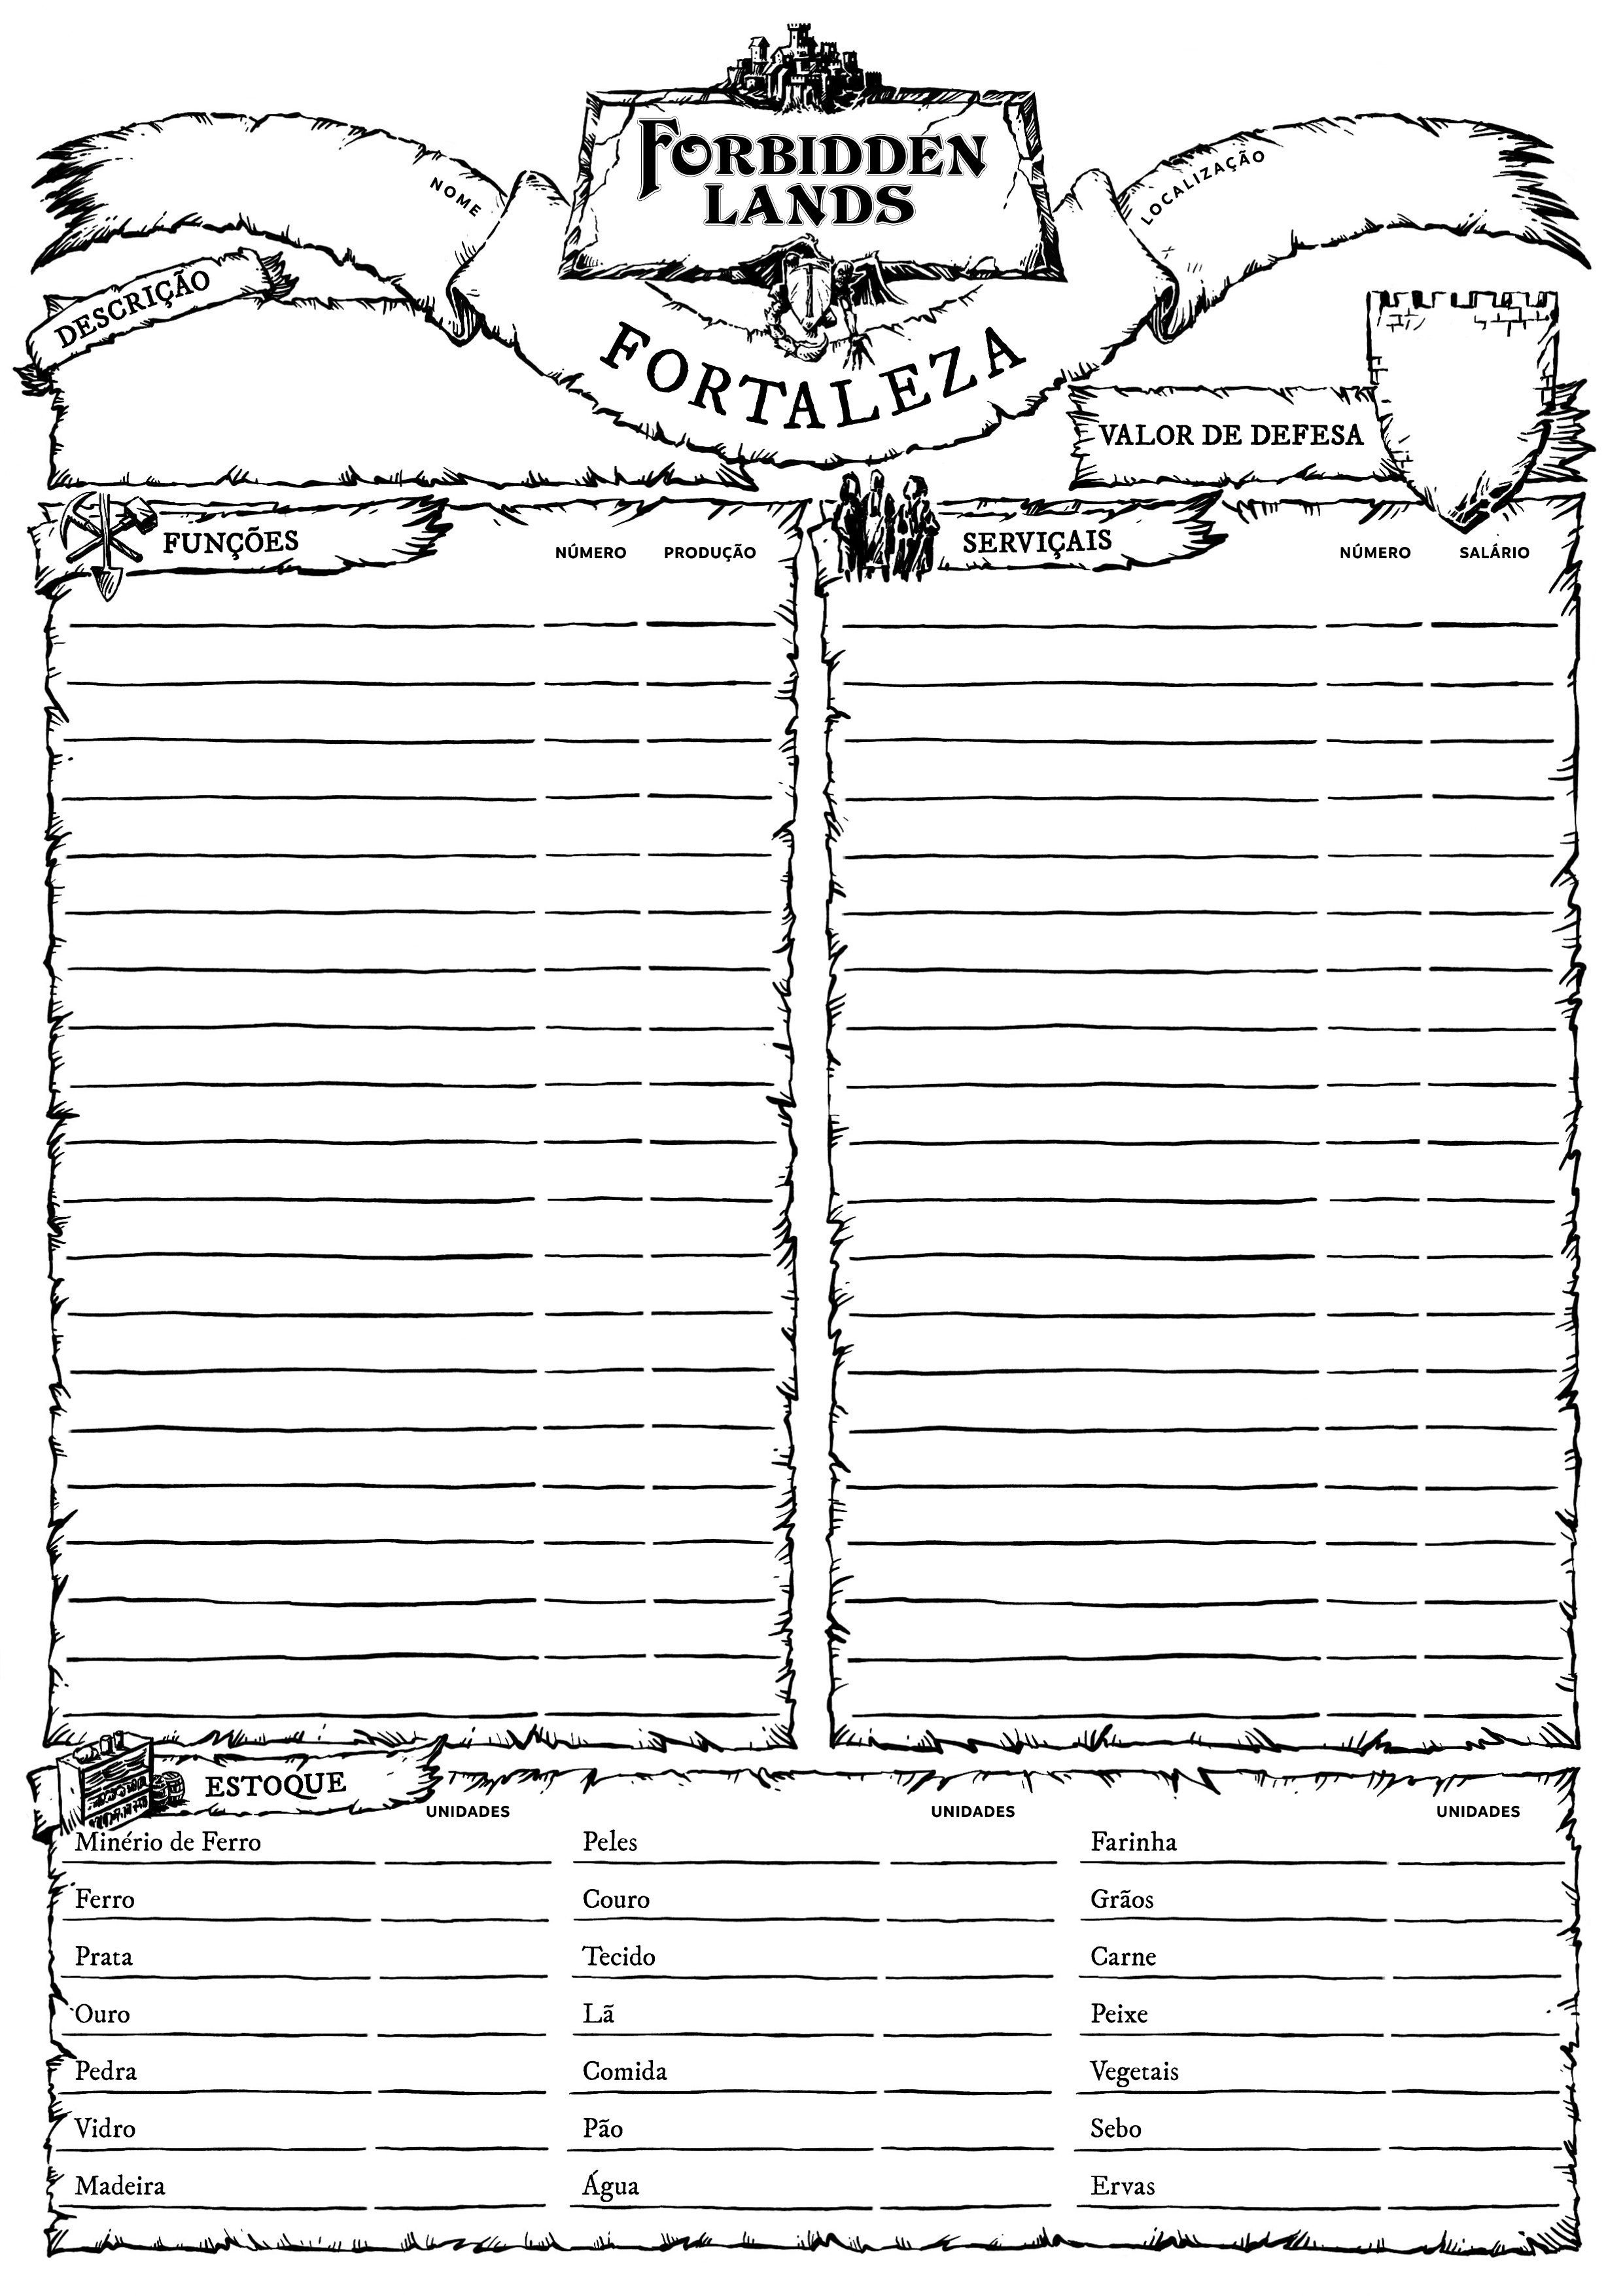 FORBIDDEN
LANDS
NOME
LOCALIZAÇÃO
DESCRIÇÃO
FORTALEZA
VALOR DE DEFESA
FUNÇÕES NÚMERO PRODUÇÃO
SERVIÇAIS NÚMERO SALÁRIO
ESTOQUE
UNIDADES UNIDADES UNIDADES
Minério de Ferro Peles Farinha
Ferro Couro Grãos
Prata Tecido Carne
Ouro Lã Peixe
Pedra Comida Vegetais
Vidro Pão Sebo
Madeira Água Ervas